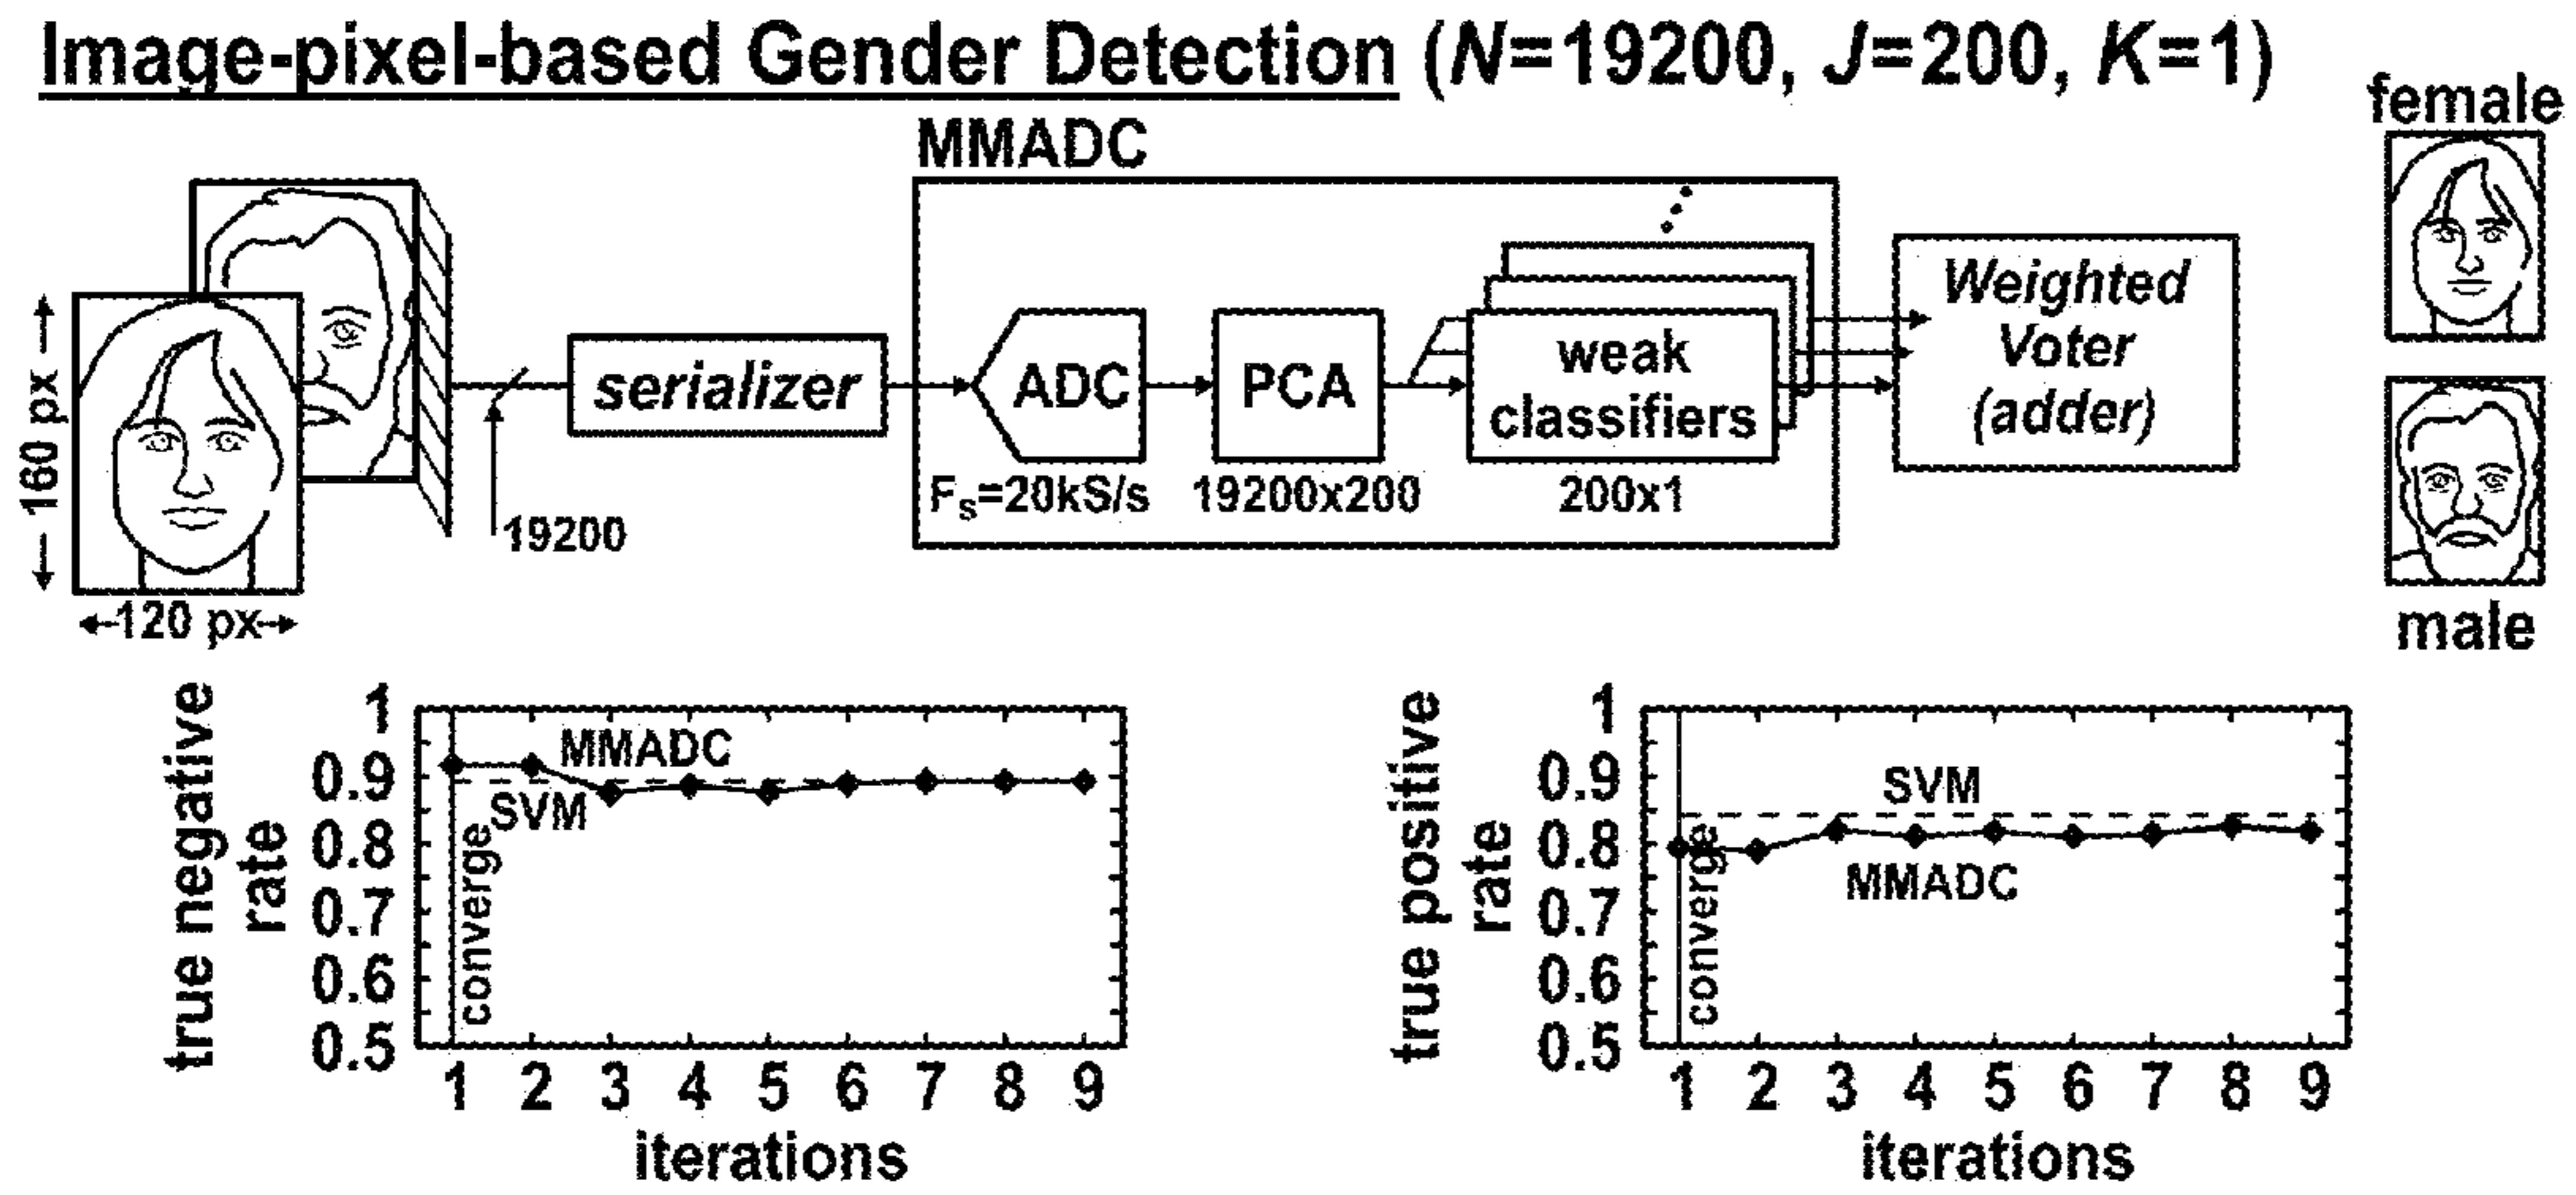 Image-pixel-based Gender Detection (N=19200, J=200, K=1)
female
MMADC
160 px
120 px
19200
serializer
ADC
Fs=20kS/s
PCA
19200x200
weak
classifiers
200x1
Weighted
Voter
(adder)
male
true negative
rate
1
0.9
0.8
0.7
0.6
0.5
MMADC
SVM
converge
1 2 3 4 5 6 7 8 9
iterations
true positive
rate
1
0.9
0.8
0.7
0.6
0.5
SVM
MMADC
converge
1 2 3 4 5 6 7 8 9
iterations